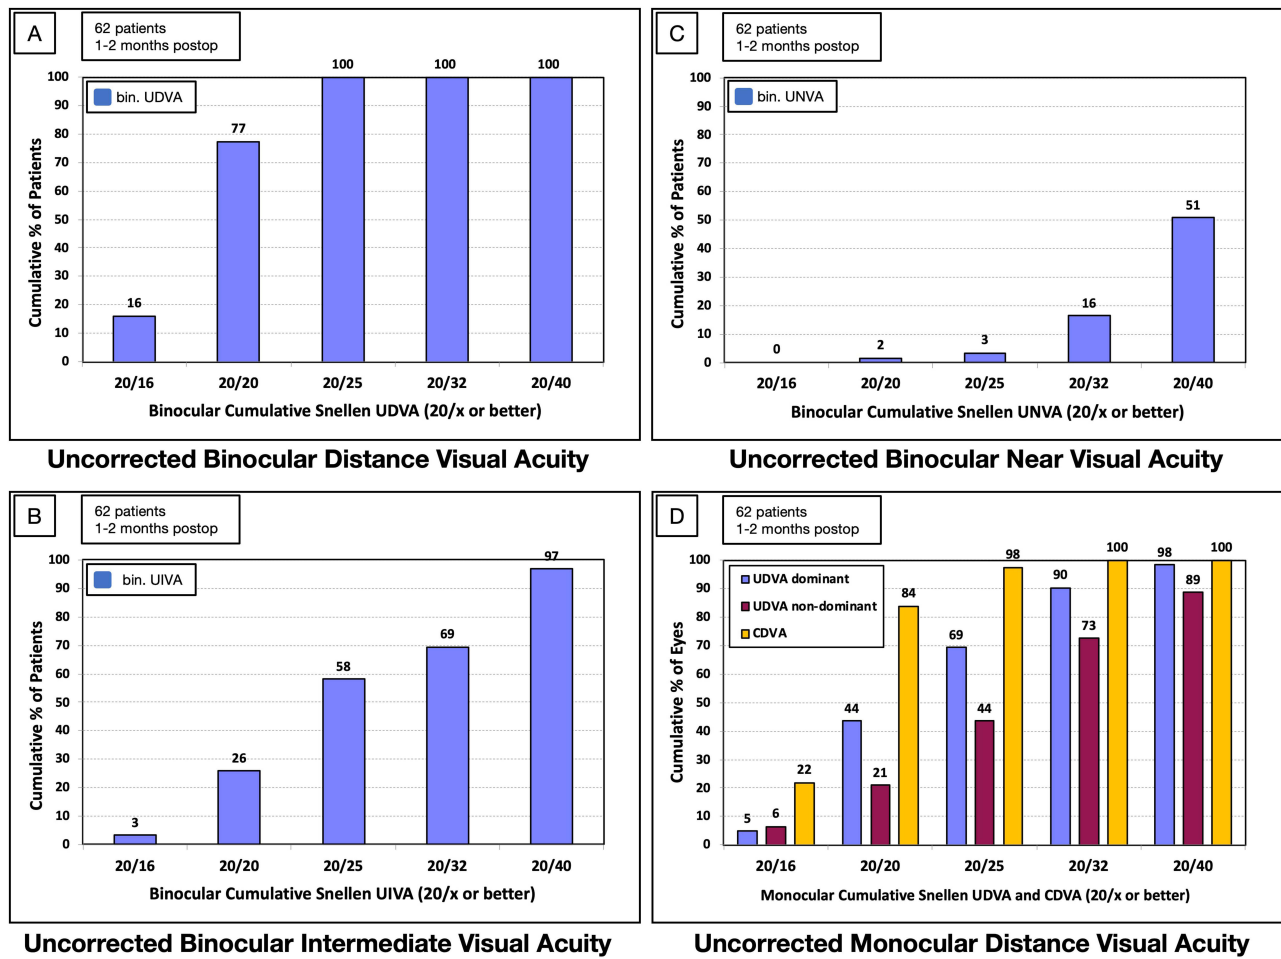 A
62 patients
1-2 months postop
100
90
80
70
60
50
40
30
20
10
0
Cumulative % of Patients
bin. UDVA
16
77
100
100
100
20/16 20/20 20/25 20/32 20/40
Binocular Cumulative Snellen UDVA (20/x or better)
Uncorrected Binocular Distance Visual Acuity
C
62 patients
1-2 months postop
100
90
80
70
60
50
40
30
20
10
0
Cumulative % of Patients
bin. UNVA
0
2
3
16
51
20/16 20/20 20/25 20/32 20/40
Binocular Cumulative Snellen UNVA (20/x or better)
Uncorrected Binocular Near Visual Acuity
B
62 patients
1-2 months postop
100
90
80
70
60
50
40
30
20
10
0
Cumulative % of Patients
bin. UIVA
3
26
58
69
97
20/16 20/20 20/25 20/32 20/40
Binocular Cumulative Snellen UIVA (20/x or better)
Uncorrected Binocular Intermediate Visual Acuity
D
62 patients
1-2 months postop
100
90
80
70
60
50
40
30
20
10
0
Cumulative % of Eyes
UDVA dominant
UDVA non-dominant
CDVA
5 6 22
44 21 84
69 44 98
90 73 100
98 89 100
20/16 20/20 20/25 20/32 20/40
Monocular Cumulative Snellen UDVA and CDVA (20/x or better)
Uncorrected Monocular Distance Visual Acuity